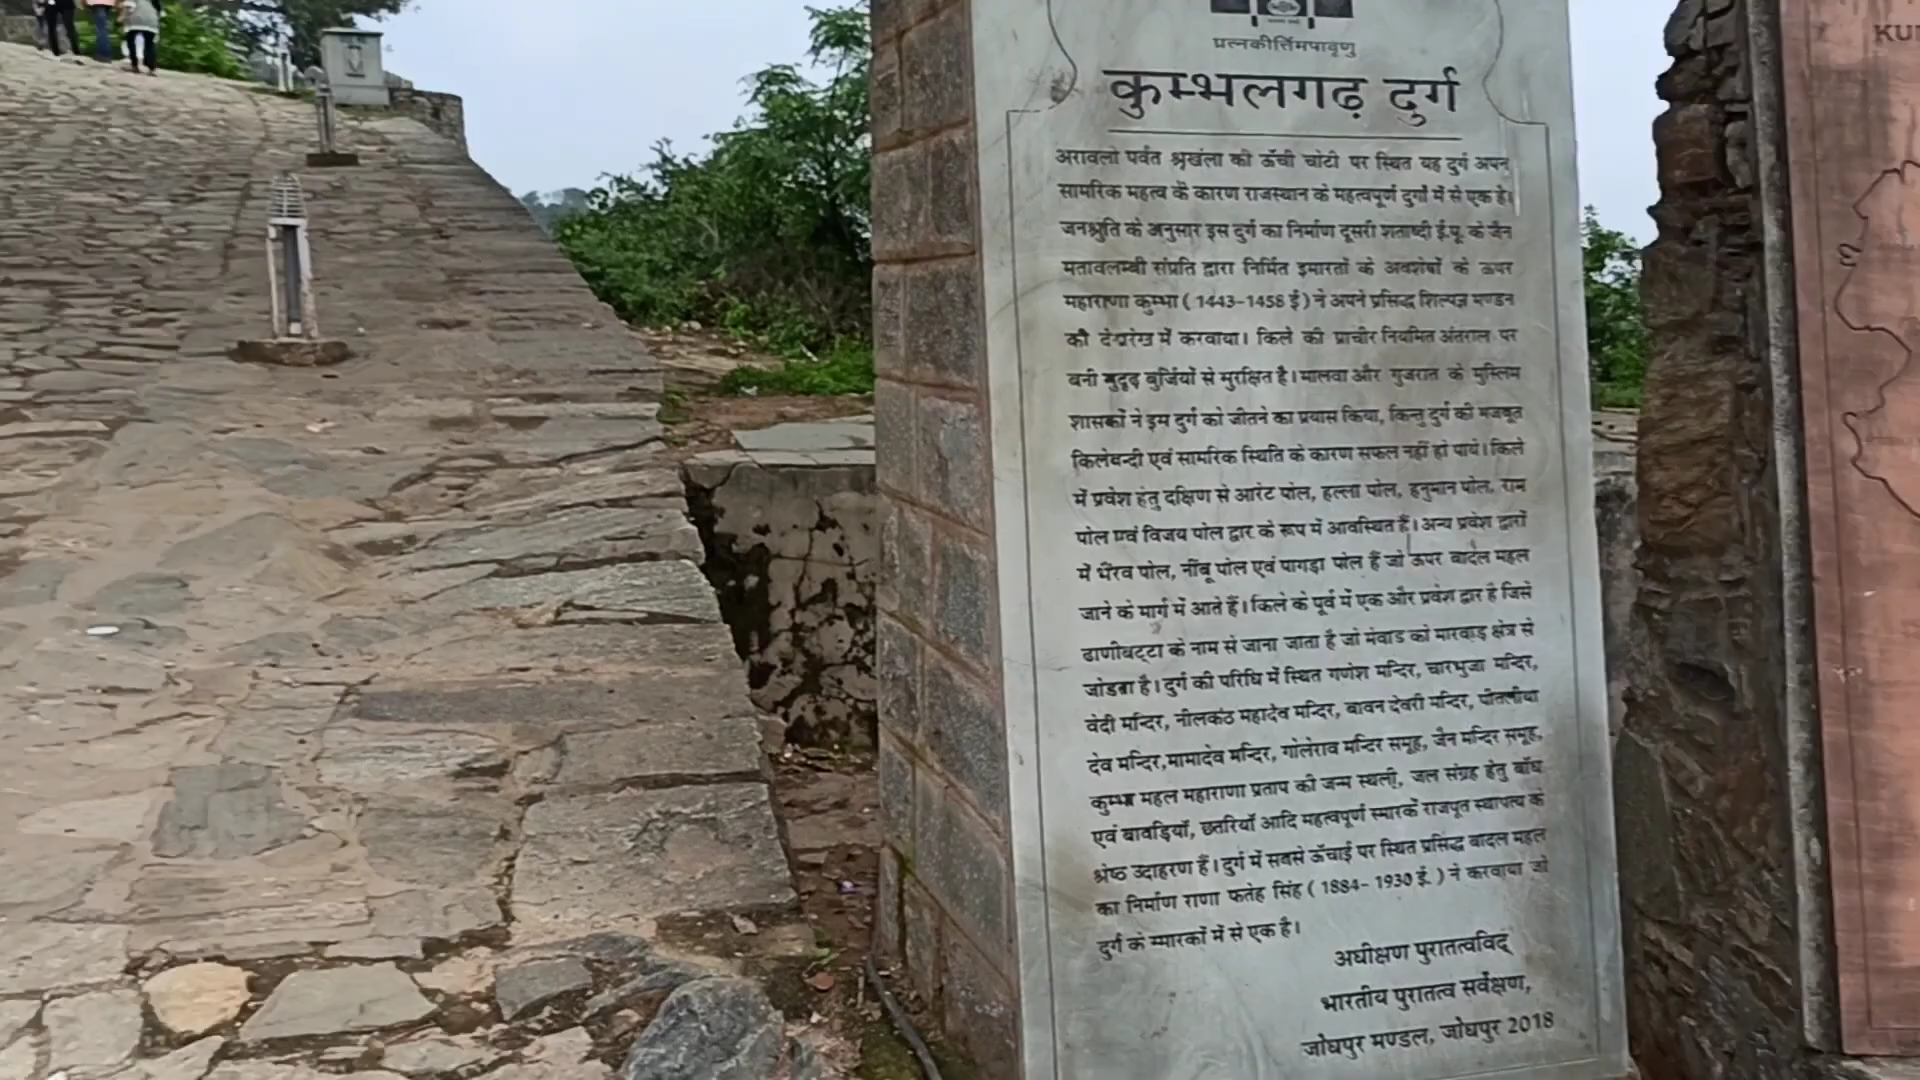 प्रत्नकीर्त्तिमपावृणु
कुम्भलगढ़ दुर्ग
अरावली पर्वत श्रृखंला की ऊँची चोटी पर स्थित यह दुर्ग अपने
सामरिक महत्व के कारण राजस्थान के महत्वपूर्ण दुर्गों में से एक है।
जनश्रुति के अनुसार इस दुर्ग का निर्माण दूसरी शताब्दी ई.पू. के जैन
मतावलम्बी संप्रति द्वारा निर्मित इमारतों के अवशेषों के ऊपर
महाराणा कुम्भा ( 1443-1458 ई ) ने अपने प्रसिद्ध शिल्पज्ञ मण्डन
की देखरेख में करवाया। किले की प्राचीर नियमित अंतराल पर
बनी सुदृढ़ बुर्जियों से सुरक्षित है। मालवा और गुजरात के मुस्लिम
शासकों ने इस दुर्ग को जीतने का प्रयास किया, किन्तु दुर्ग की मजबूत
किलेबन्दी एवं सामरिक स्थिति के कारण सफल नहीं हो पाये। किले
में प्रवेश हेतु दक्षिण से आरेट पोल, हल्ला पोल, हनुमान पोल, राम
पोल एवं विजय पोल द्वार के रूप में आवस्थित हैं। अन्य प्रवेश द्वारों
में भैरव पोल, नींबू पोल एवं पागड़ा पोल हैं जो ऊपर बादल महल
जाने के मार्ग में आते हैं। किले के पूर्व में एक और प्रवेश द्वार है जिसे
ढाणीबट्टा के नाम से जाना जाता है जो मेवाड़ को मारवाड़ क्षेत्र से
जोडता है। दुर्ग की परिधि में स्थित गणेश मन्दिर, चारभुजा मन्दिर,
वेदी मन्दिर, नीलकंठ महादेव मन्दिर, बावन देवरी मन्दिर, पीतलीया
देव मन्दिर,मामादेव मन्दिर, गोलेराव मन्दिर समूह, जैन मन्दिर समूह,
कुम्भा महल महाराणा प्रताप की जन्म स्थली, जल संग्रह हेतु बाँध
एवं बावड़ियाँ, छतरियाँ आदि महत्वपूर्ण स्मारकें राजपूत स्थापत्य के
श्रेष्ठ उदाहरण हैं। दुर्ग में सबसे ऊँचाई पर स्थित प्रसिद्ध बादल महल
का निर्माण राणा फतेह सिंह ( 1884- 1930 ई. ) ने करवाया जो
दुर्ग के स्मारकों में से एक है।
अधीक्षण पुरातत्वविद्
भारतीय पुरातत्व सर्वेक्षण,
जोधपुर मण्डल, जोधपुर 2018